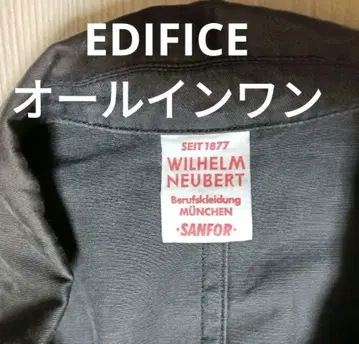 EDIFICE
オールインワン
SEIT 1877
WILHELM
NEUBERT
Berufskleidung
MÜNCHEN
·SANFOR·